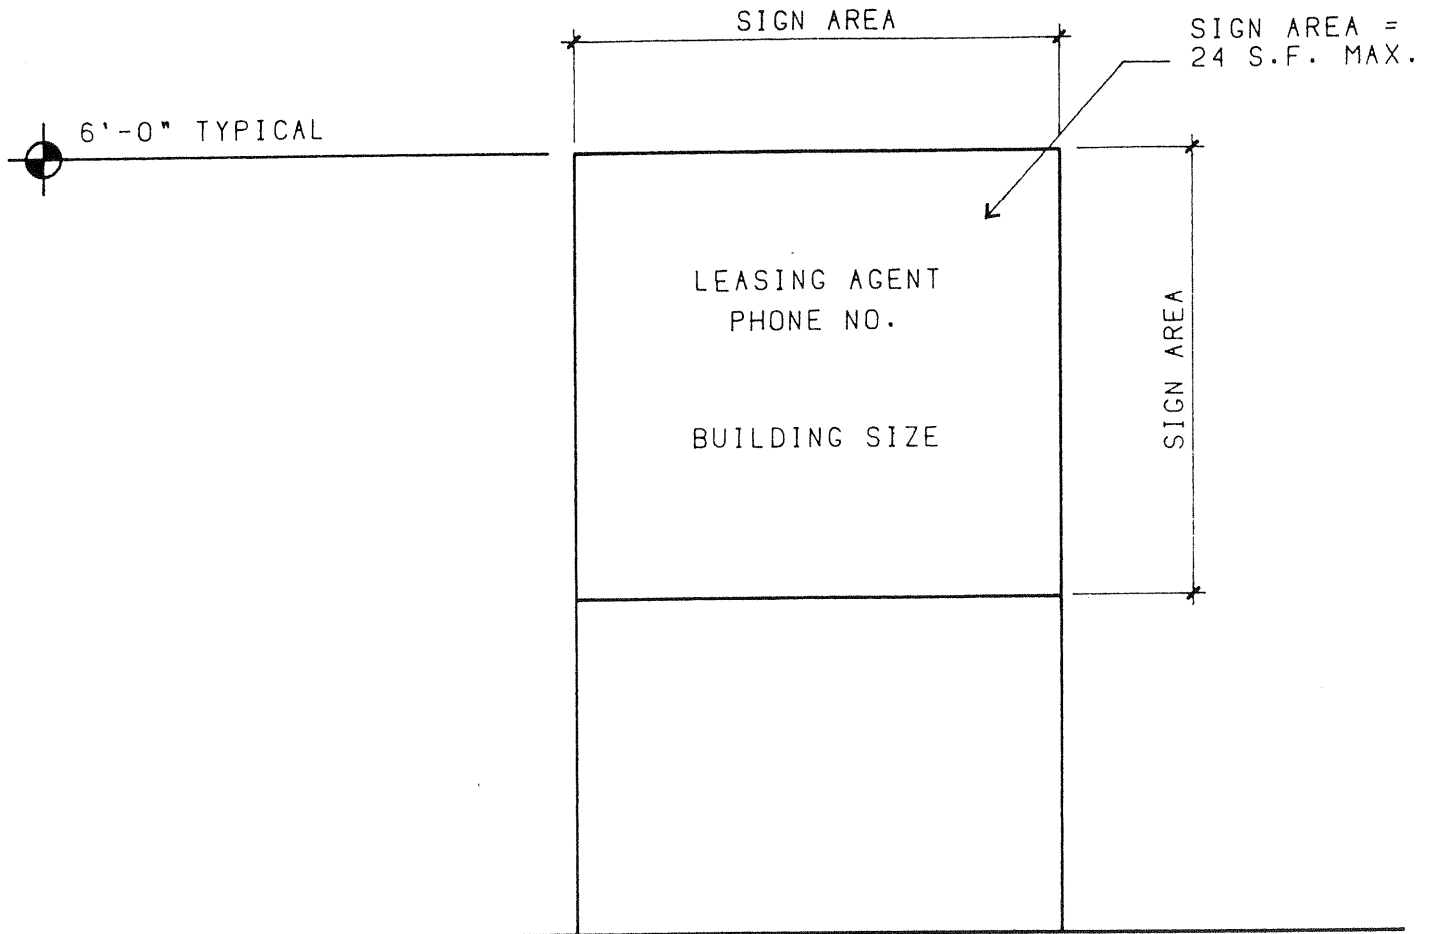 SIGN AREA
SIGN AREA =
24 S.F. MAX.
6'-0" TYPICAL
LEASING AGENT
PHONE NO.
SIGN AREA
BUILDING SIZE